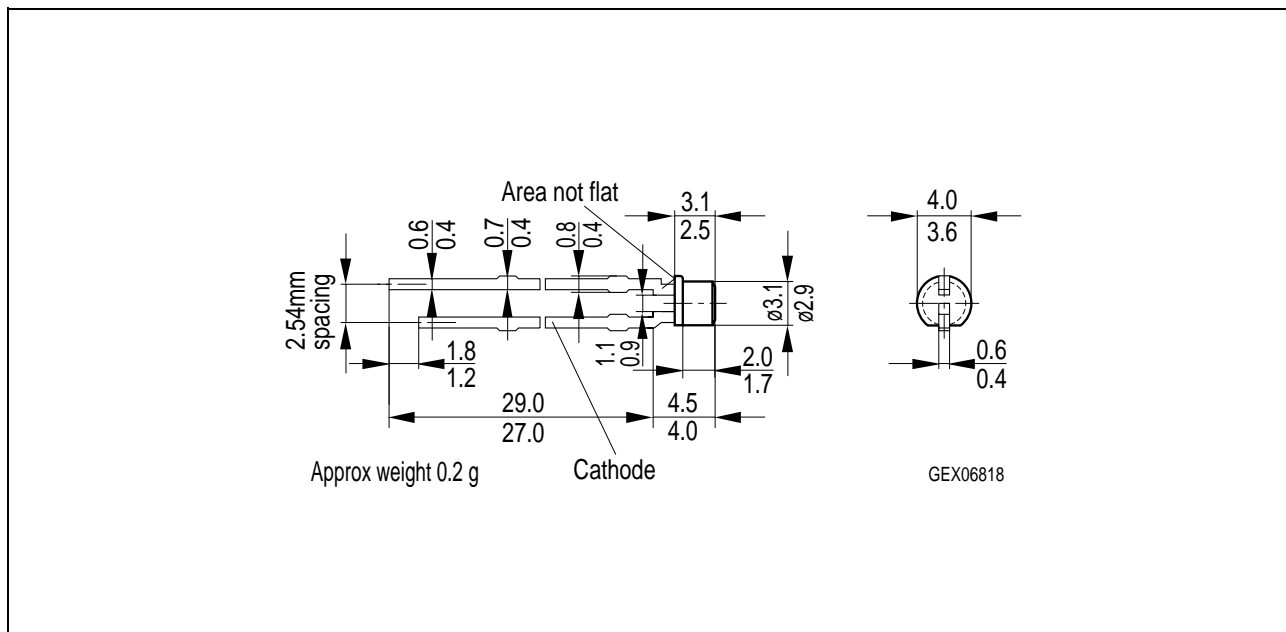 Area not flat
3.1
2.5
4.0
3.6
0.6
0.4
0.7
0.4
0.8
0.4
2.54mm
spacing
ø3.1
ø2.9
1.8
1.2
1.1
0.9
2.0
1.7
0.6
0.4
29.0
27.0
4.5
4.0
Approx weight 0.2 g
Cathode
GEX06818